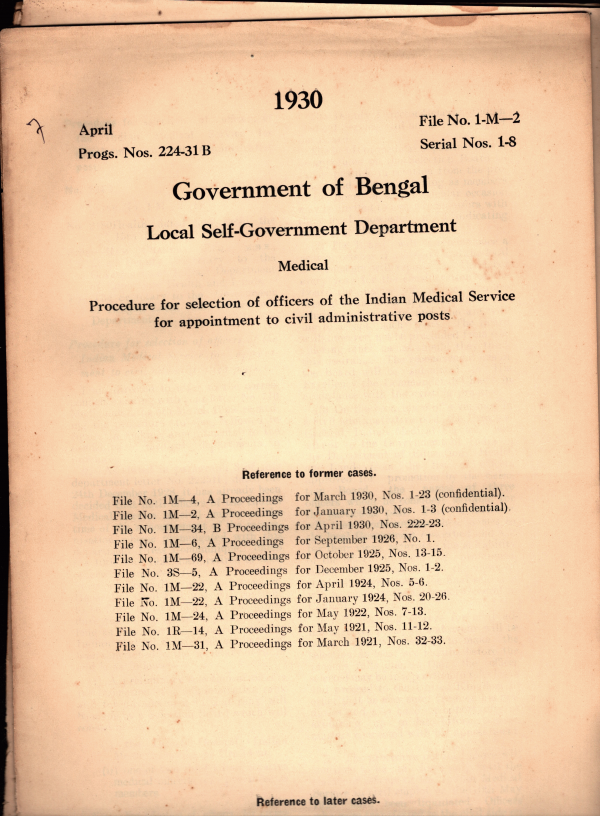 1930
April
File No. 1-M—2
Progs. Nos. 224-31 B
Serial Nos. 1-8
Government of Bengal
Local Self-Government Department
Medical
Procedure for selection of officers of the Indian Medical Service
for appointment to civil administrative posts
Reference to former cases.
File No. 1M—4, A Proceedings for March 1930, Nos. 1-23 (confidential).
File No. 1M—2, A Proceedings for January 1930, Nos. 1-3 (confidential).
File No. 1M—34, B Proceedings for April 1930, Nos. 222-23.
File No. 1M—6, A Proceedings for September 1926, No. 1.
File No. 1M—69, A Proceedings for October 1925, Nos. 13-15.
File No. 3S—5, A Proceedings for December 1925, Nos. 1-2.
File No. 1M—22, A Proceedings for April 1924, Nos. 5-6.
File No. 1M—22, A Proceedings for January 1924, Nos. 20-26.
File No. 1M—24, A Proceedings for May 1922, Nos. 7-13.
File No. 1R—14, A Proceedings for May 1921, Nos. 11-12.
File No. 1M—31, A Proceedings for March 1921, Nos. 32-33.
Reference to later cases.